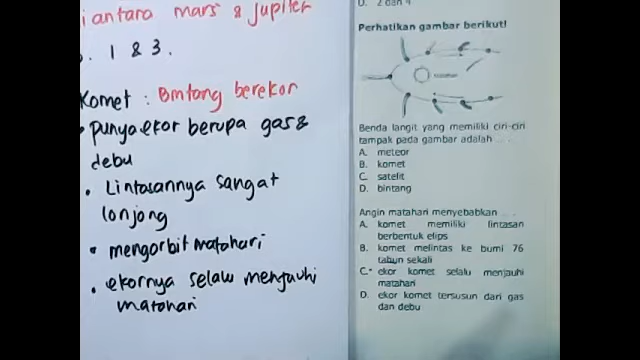 i antara mars & jupiter
. 1 & 3.
Komet : Bintang berekor
• punya ekor berupa gas &
debu
• Lintasannya sangat
lonjong
• mengorbit matahari
• ekornya selalu menjauhi
matahari
D. 2 dan 4
Perhatikan gambar berikut!
Benda langit yang memiliki ciri-ciri
tampak pada gambar adalah . . .
A. meteor
B. komet
C. satelit
D. bintang
Angin matahari menyebabkan . . .
A. komet memiliki lintasan
berbentuk elips
B. komet melintas ke bumi 76
tahun sekali
C. ekor komet selalu menjauhi
matahari
D. ekor komet tersusun dari gas
dan debu